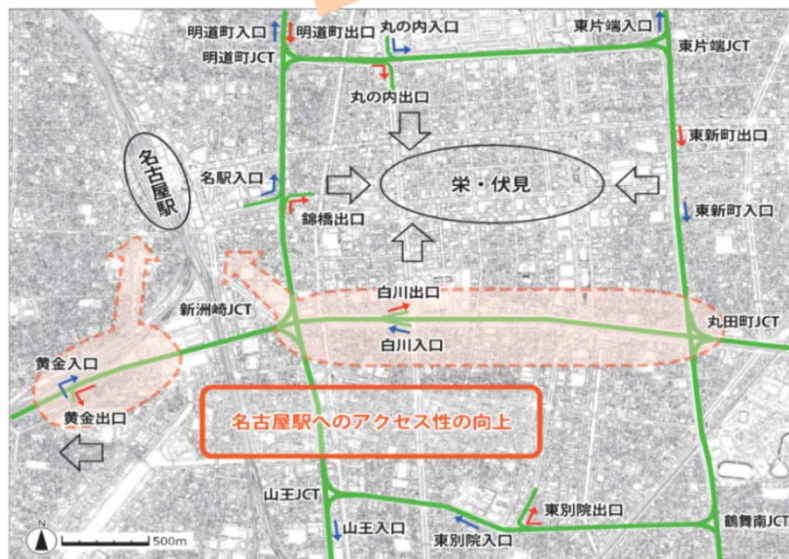 明道町入口
明道町出口
丸の内入口
東片端入口
明道町JCT
東片端JCT
丸の内出口
東新町出口
名古屋駅
名駅入口
栄・伏見
錦橋出口
東新町入口
白川出口
新洲崎JCT
丸田町JCT
白川入口
黄金入口
黄金出口
名古屋駅へのアクセス性の向上
山王JCT
東別院出口
鶴舞南JCT
山王入口
東別院入口
N
500m